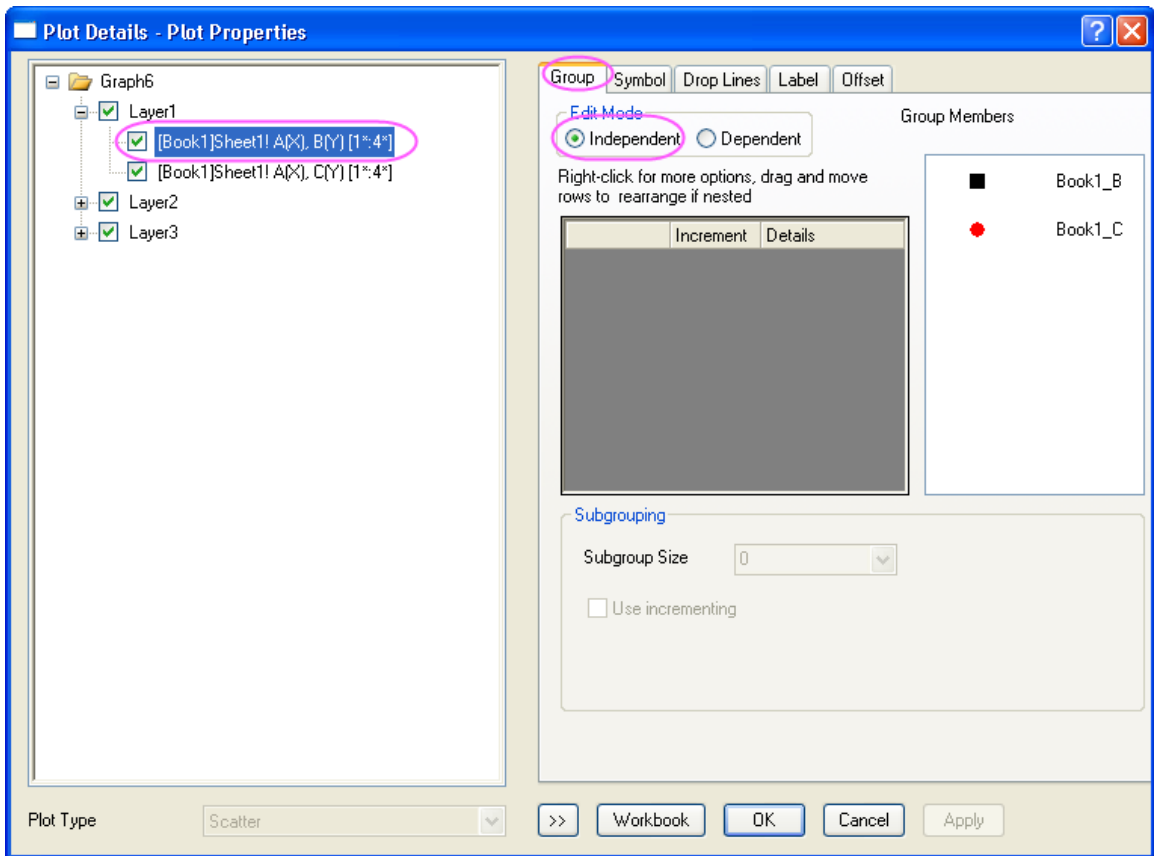 Plot Details - Plot Properties
Graph6
Layer1
[Book1]Sheet1! A(X), B(Y) [1*:4*]
[Book1]Sheet1! A(X), C(Y) [1*:4*]
Layer2
Layer3
Plot Type
Scatter
Group Symbol Drop Lines Label Offset
Edit Mode
Independent Dependent
Group Members
Right-click for more options, drag and move
rows to rearrange if nested
Increment Details
Book1_B
Book1_C
Subgrouping
Subgroup Size 0
Use incrementing
>> Workbook OK Cancel Apply